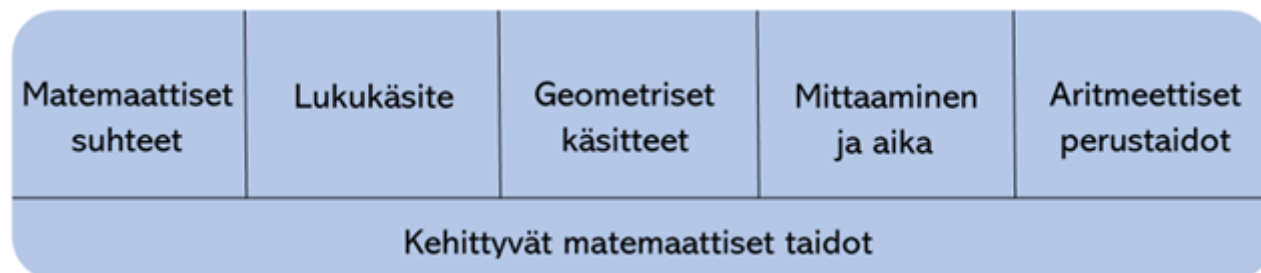 Matemaattiset
suhteet
Lukukäsite
Geometriset
käsitteet
Mittaaminen
ja aika
Aritmeettiset
perustaidot
Kehittyvät matemaattiset taidot